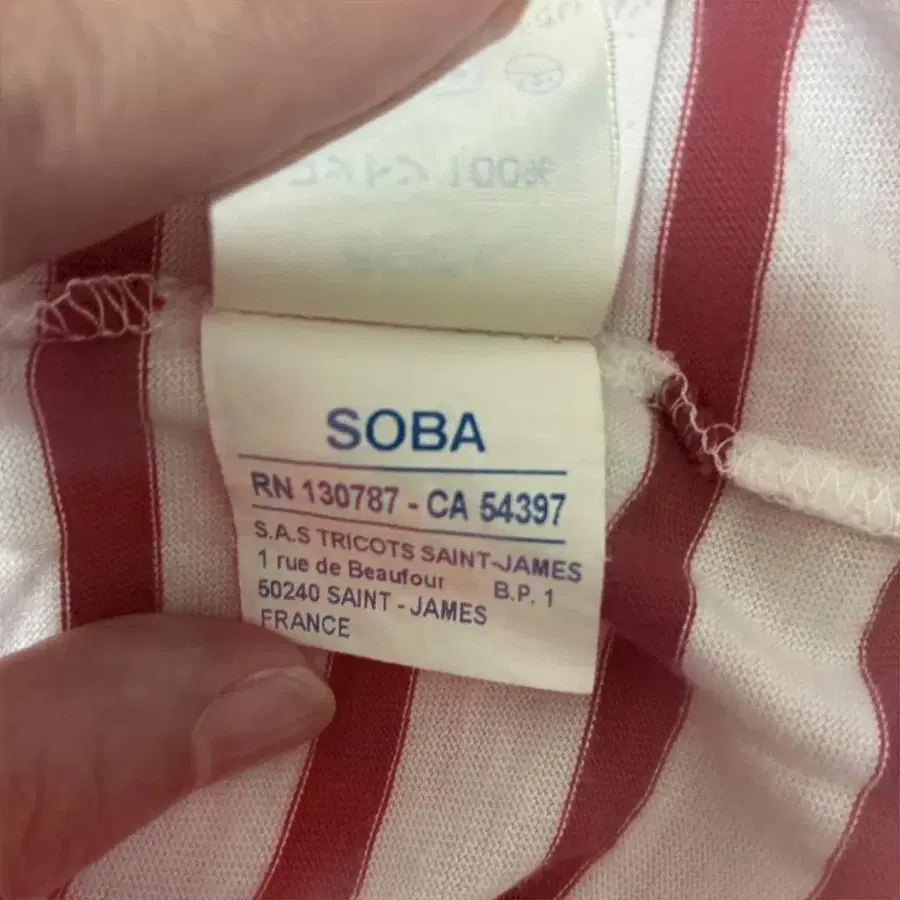 SOBA
RN 130787 - CA 54397
S.A.S TRICOTS SAINT-JAMES
1 rue de Beaufour B.P. 1
50240 SAINT - JAMES
FRANCE